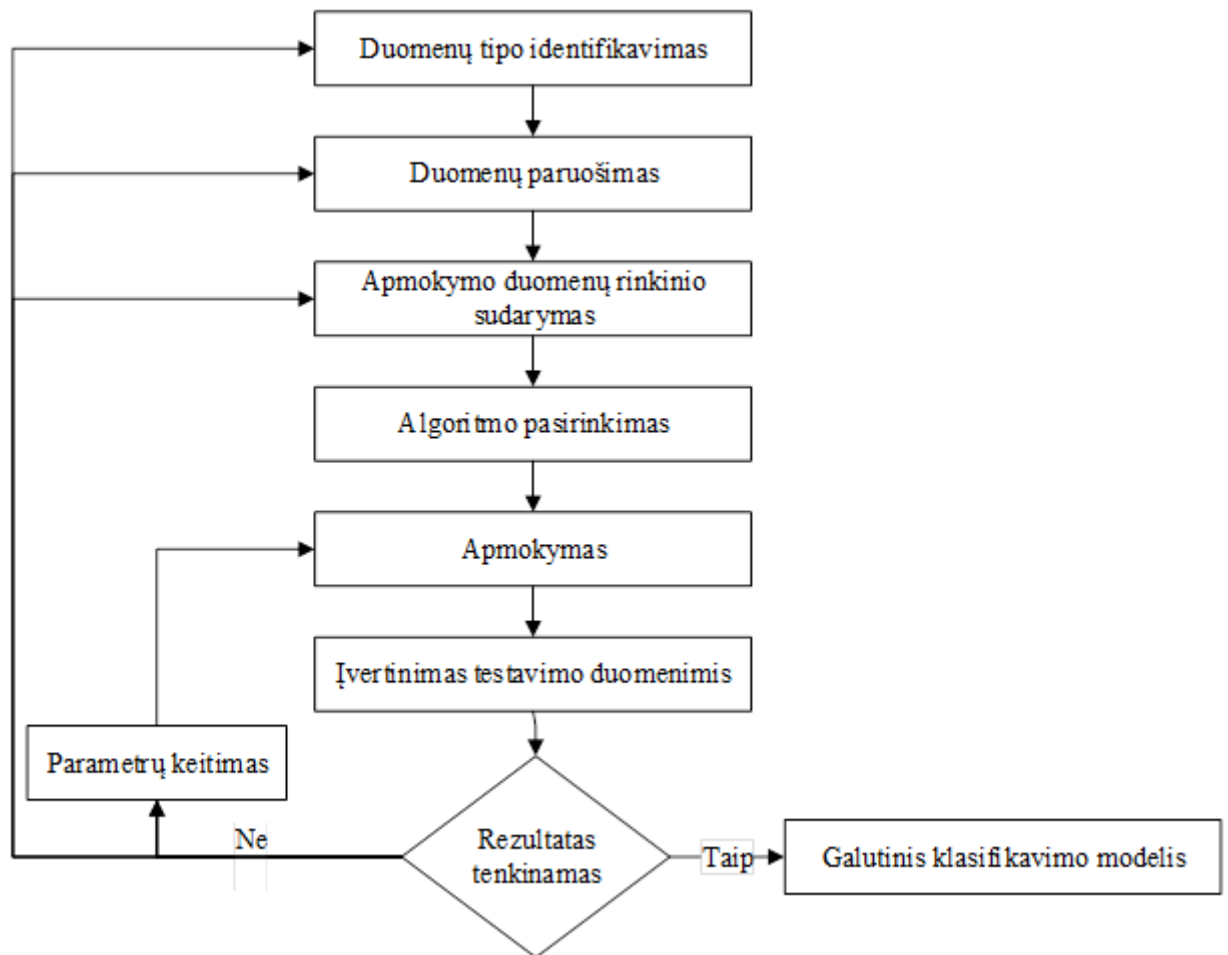 Duomenų tipo identifikavimas
Duomenų paruošimas
Apmokymo duomenų rinkinio
sudarymas
Algoritmo pasirinkimas
Apmokymas
Įvertinimas testavimo duomenimis
Parametrų keitimas
Ne
Rezultatas
tenkinamas
Taip
Galutinis klasifikavimo modelis